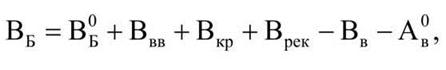 В_Б = В_Б^0 + В_вв + В_кр + В_рек − В_в − А_в^0,